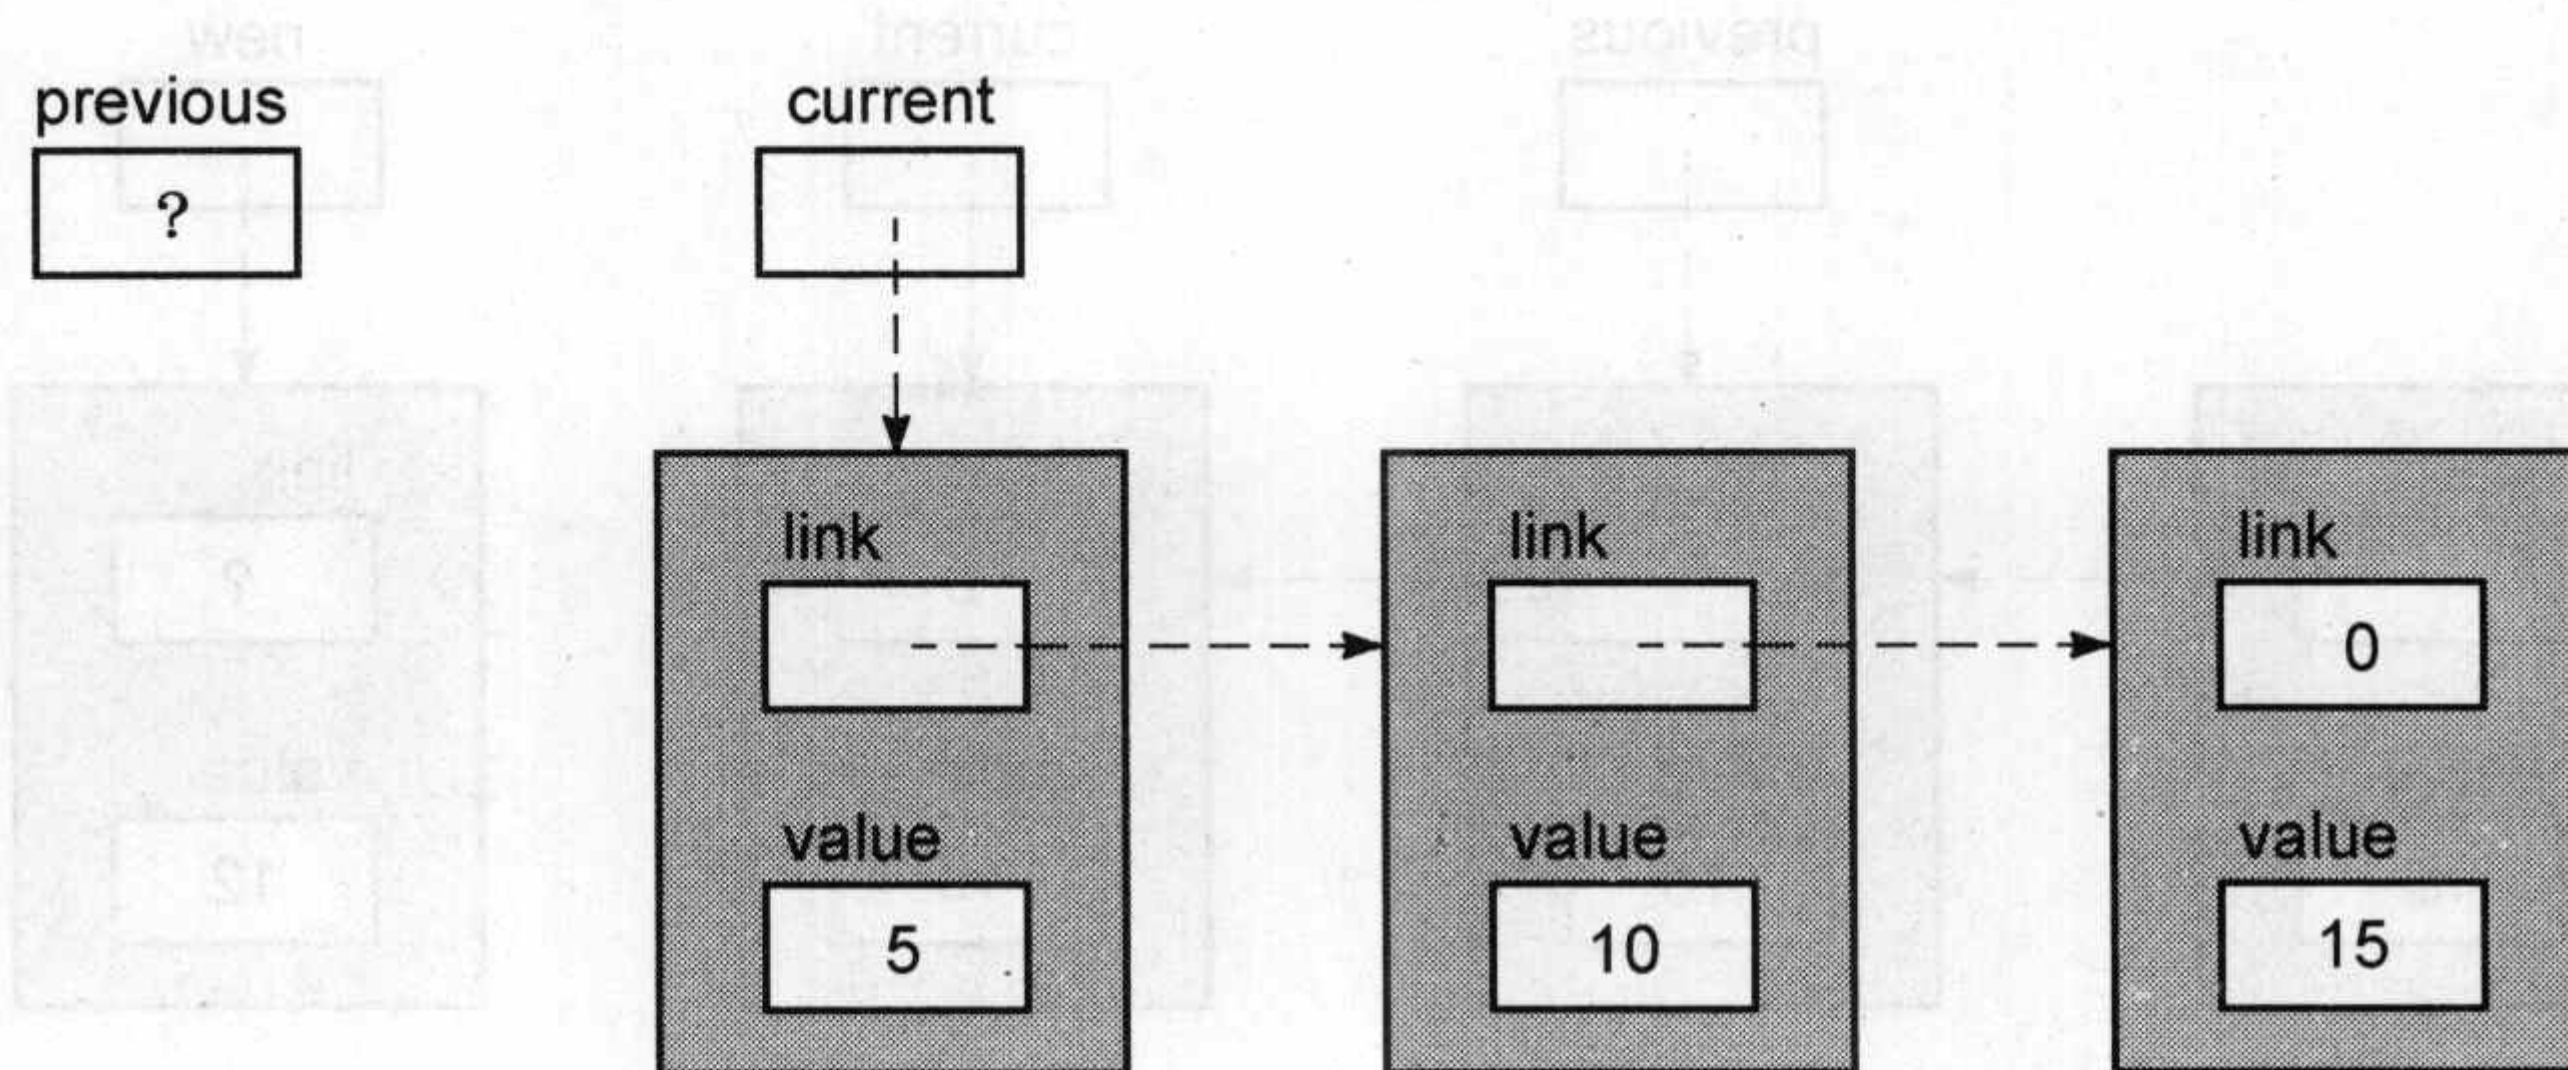 previous current
?
link link link
0
value value value
5 10 15